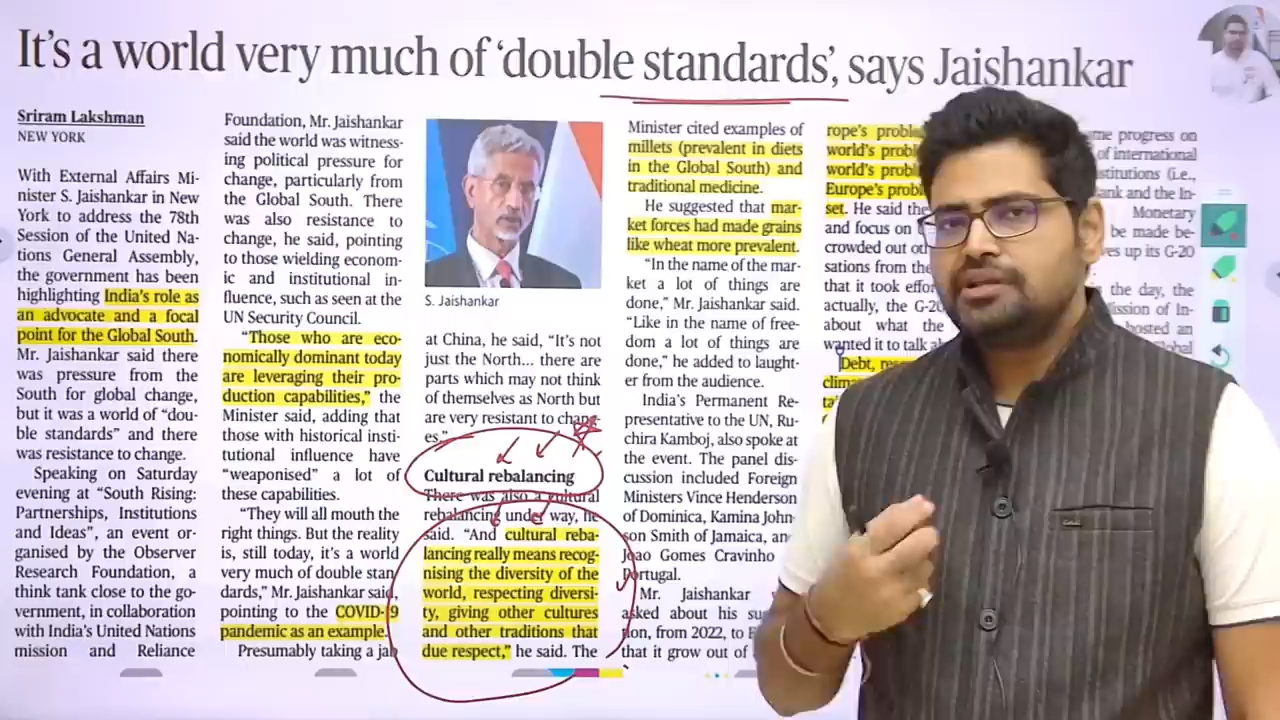 It's a world very much of 'double standards', says Jaishankar
Sriram Lakshman
NEW YORK
With External Affairs Mi-
nister S. Jaishankar in New
York to address the 78th
Session of the United Na-
tions General Assembly,
the government has been
highlighting India's role as
an advocate and a focal
point for the Global South.
Mr. Jaishankar said there
was pressure from the
South for global change,
but it was a world of "dou-
ble standards" and there
was resistance to change.
Speaking on Saturday
evening at "South Rising:
Partnerships, Institutions
and Ideas", an event or-
ganised by the Observer
Research Foundation, a
think tank close to the go-
vernment, in collaboration
with India's United Nations
mission and Reliance
Foundation, Mr. Jaishankar
said the world was witness-
ing political pressure for
change, particularly from
the Global South. There
was also resistance to
change, he said, pointing
to those wielding econom-
ic and institutional in-
fluence, such as seen at the
UN Security Council.
"Those who are eco-
nomically dominant today
are leveraging their pro-
duction capabilities," the
Minister said, adding that
those with historical insti-
tutional influence have
"weaponised" a lot of
these capabilities.
"They will all mouth the
right things. But the reality
is, still today, it's a world
very much of double stan-
dards," Mr. Jaishankar said,
pointing to the COVID-19
pandemic as an example.
Presumably taking a jab
S. Jaishankar
at China, he said, "It's not
just the North... there are
parts which may not think
of themselves as North but
are very resistant to chang-
es."
Cultural rebalancing
There was also a cultural
rebalancing under way, he
said. "And cultural reba-
lancing really means recog-
nising the diversity of the
world, respecting diversi-
ty, giving other cultures
and other traditions that
due respect," he said. The
Minister cited examples of
millets (prevalent in diets
in the Global South) and
traditional medicine.
He suggested that mar-
ket forces had made grains
like wheat more prevalent.
"In the name of the mar-
ket a lot of things are
done," Mr. Jaishankar said.
"Like in the name of free-
dom a lot of things are
done," he added to laught-
er from the audience.
India's Permanent Re-
presentative to the UN, Ru-
chira Kamboj, also spoke at
the event. The panel dis-
cussion included Foreign
Ministers Vince Henderson
of Dominica, Kamina John-
son Smith of Jamaica, an
Joao Gomes Cravinho
Portugal.
Mr. Jaishankar
asked about his su
tion, from 2022, to E
that it grow out of
rope's probl
world's probl
world's probl
Europe's prob
set. He said the
and focus on
crowded out ot
sations from the
that it took effor
actually, the G-20
about what the
wanted it to talk ab
Debt, res
clima
ta
me progress on
of international
stitutions (i.e.,
ank and the In-
Monetary
be made be-
ves up its G-20
the day, the
ission of In-
hosted an
lobal